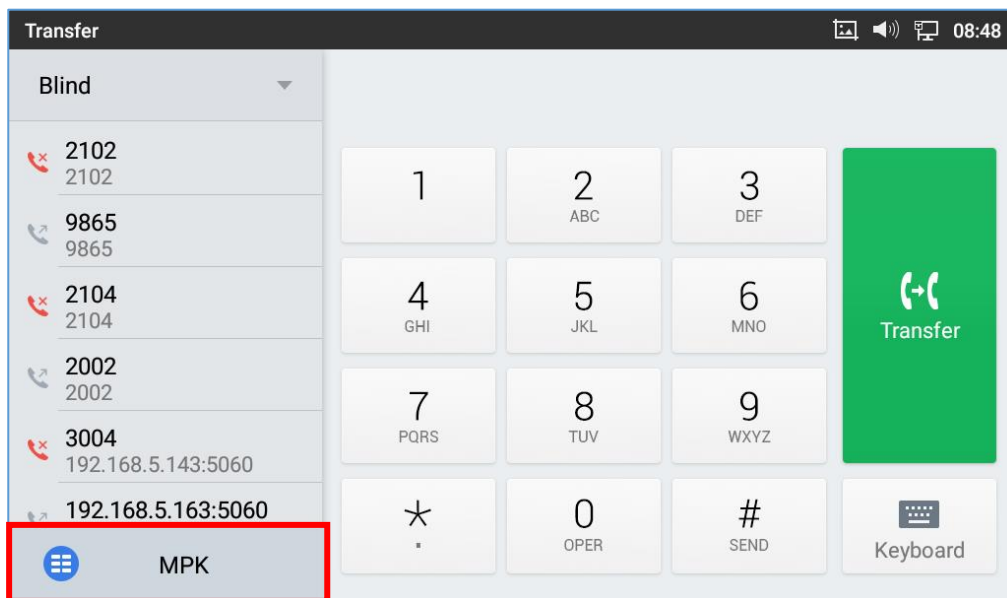 Transfer
08:48
Blind
2102
2102
9865
9865
2104
2104
2002
2002
3004
192.168.5.143:5060
192.168.5.163:5060
MPK
1
2
ABC
3
DEF
4
GHI
5
JKL
6
MNO
7
PQRS
8
TUV
9
WXYZ
*
.
0
OPER
#
SEND
Transfer
Keyboard